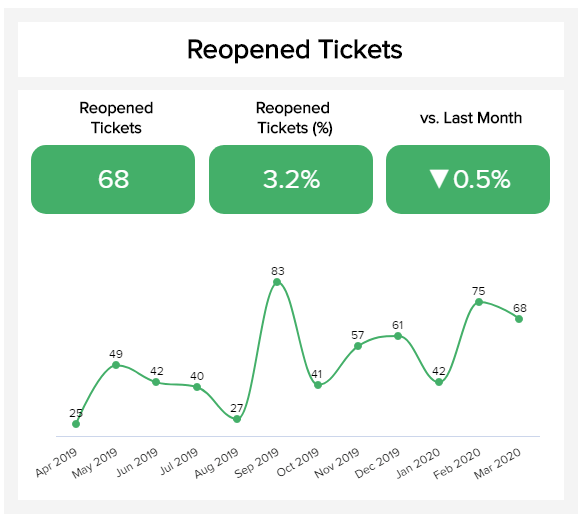 Reopened Tickets
Reopened
Tickets
Reopened
Tickets (%)
vs. Last Month
68
3.2%
▼0.5%
25
49
42
40
27
83
41
57
61
42
75
68
Apr 2019
May 2019
Jun 2019
Jul 2019
Aug 2019
Sep 2019
Oct 2019
Nov 2019
Dec 2019
Jan 2020
Feb 2020
Mar 2020